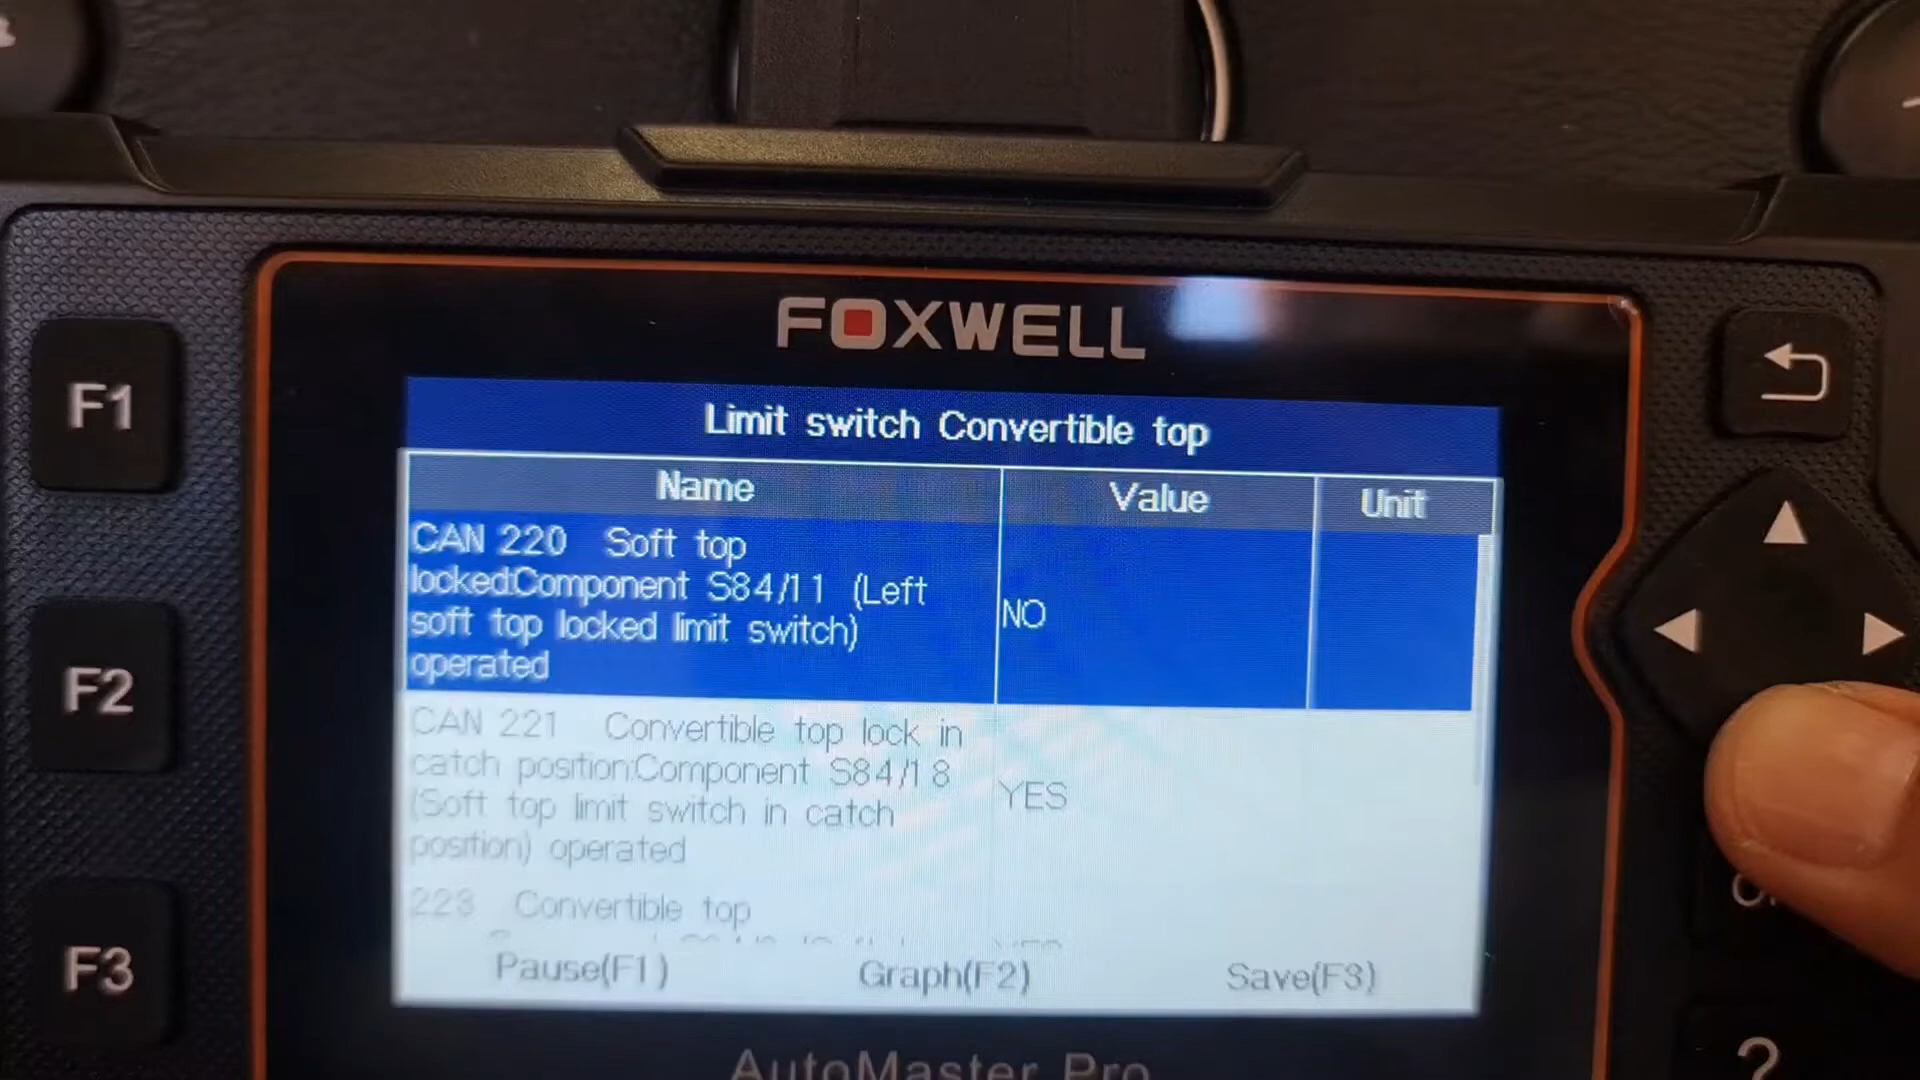 FOXWELL
Limit switch Convertible top
Name Value Unit
CAN 220 Soft top
locked:Component S84/11 (Left
soft top locked limit switch)
operated
NO
CAN 221 Convertible top lock in
catch position:Component S84/18
(Soft top limit switch in catch
position) operated
YES
223 Convertible top
Pause(F1) Graph(F2) Save(F3)
AutoMaster Pro
F1
F2
F3
?